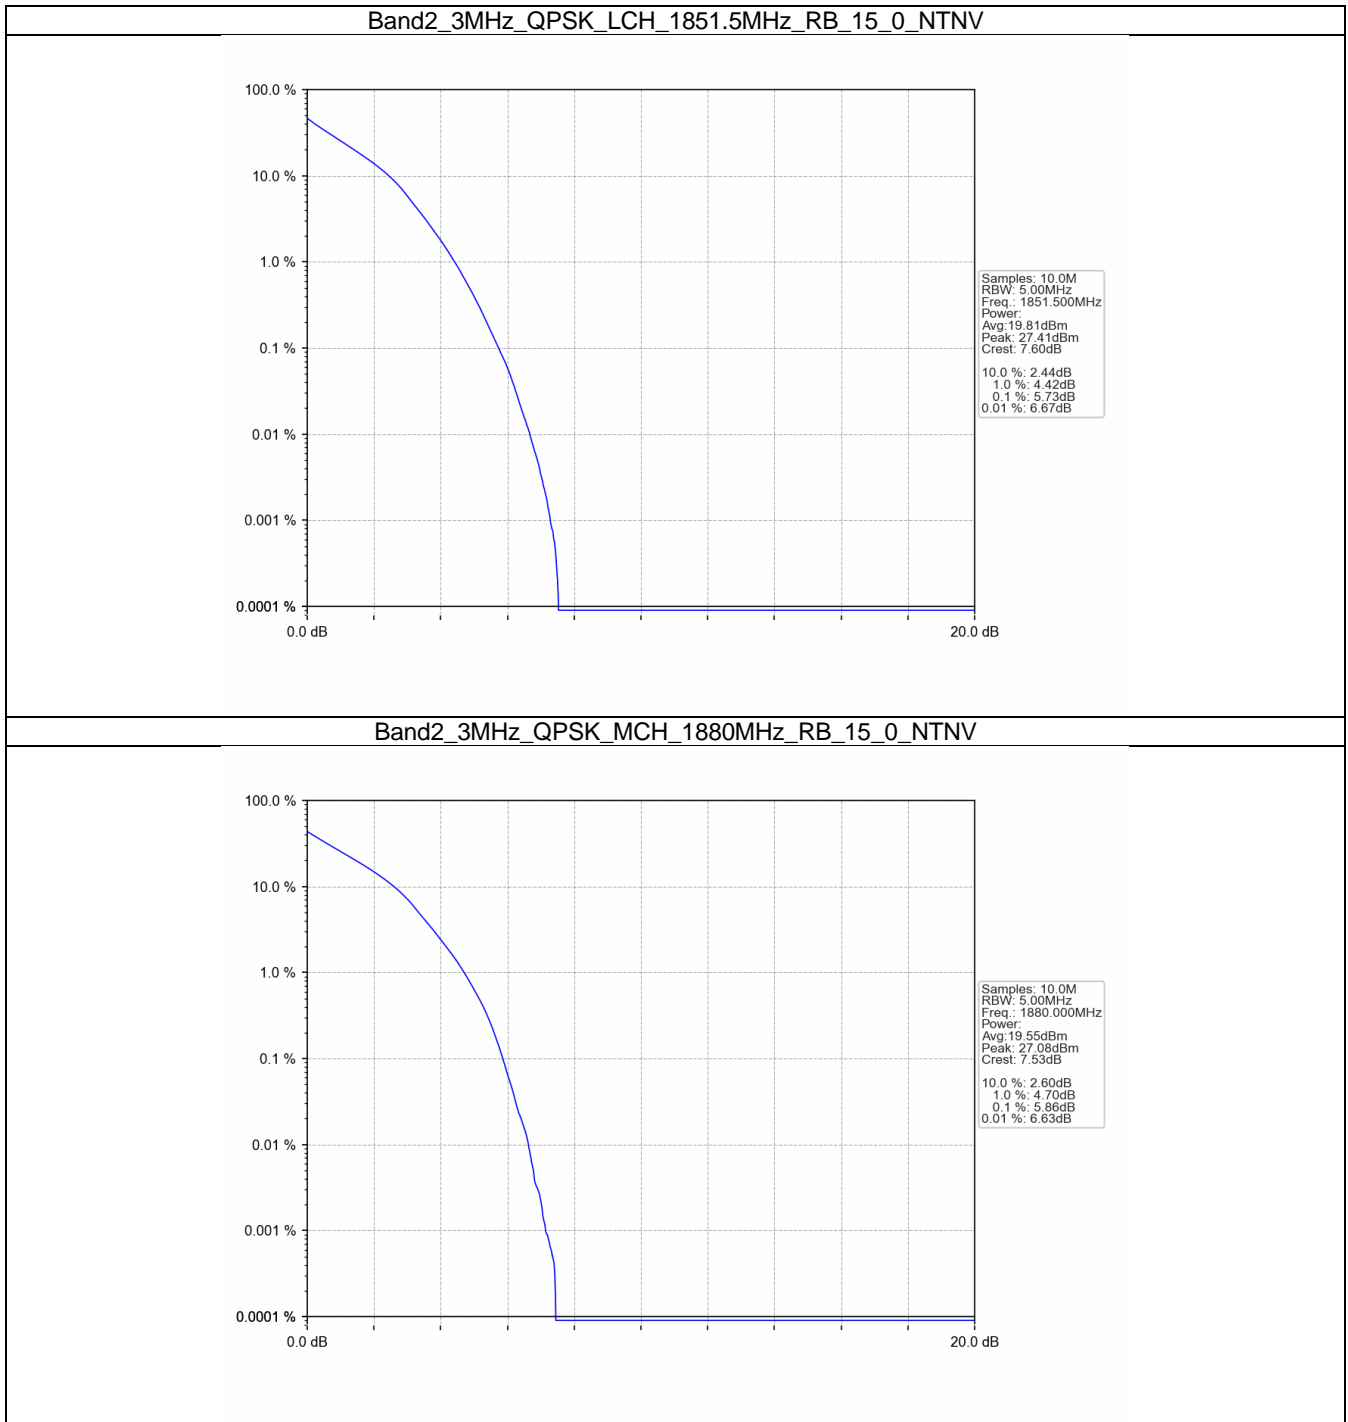 Band2_3MHz_QPSK_LCH_1851.5MHz_RB_15_0_NTNV
100.0 %
10.0 %
1.0 %
0.1 %
0.01 %
0.001 %
0.0001 %
0.0 dB
20.0 dB
Samples: 10.0M
RBW: 5.00MHz
Freq.: 1851.500MHz
Power:
Avg:19.81dBm
Peak: 27.41dBm
Crest: 7.60dB
10.0 %: 2.44dB
1.0 %: 4.42dB
0.1 %: 5.73dB
0.01 %: 6.67dB
Band2_3MHz_QPSK_MCH_1880MHz_RB_15_0_NTNV
100.0 %
10.0 %
1.0 %
0.1 %
0.01 %
0.001 %
0.0001 %
0.0 dB
20.0 dB
Samples: 10.0M
RBW: 5.00MHz
Freq.: 1880.000MHz
Power:
Avg:19.55dBm
Peak: 27.08dBm
Crest: 7.53dB
10.0 %: 2.60dB
1.0 %: 4.70dB
0.1 %: 5.86dB
0.01 %: 6.63dB